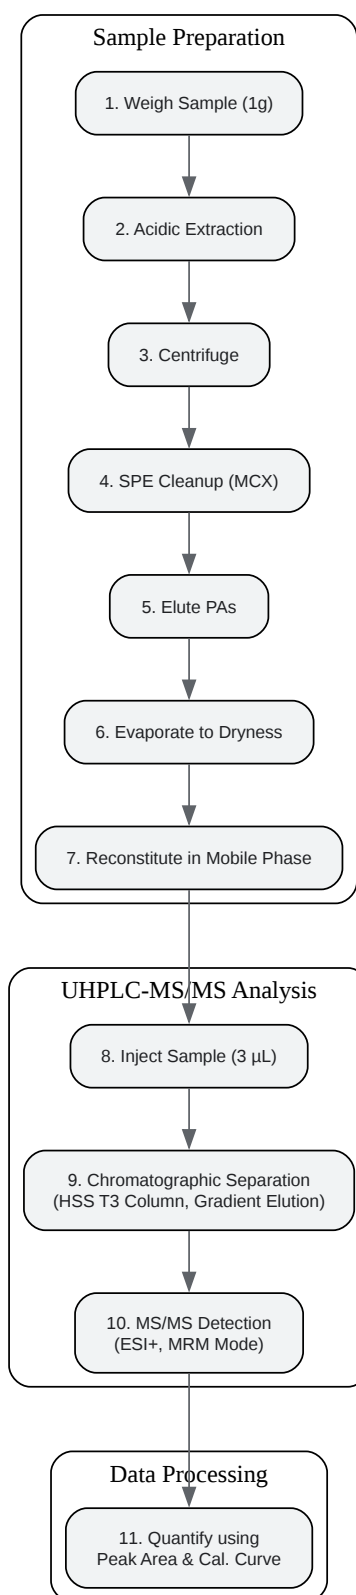 Sample Preparation
1. Weigh Sample (1g)
2. Acidic Extraction
3. Centrifuge
4. SPE Cleanup (MCX)
5. Elute PAs
6. Evaporate to Dryness
7. Reconstitute in Mobile Phase
UHPLC-MS/MS Analysis
8. Inject Sample (3 µL)
9. Chromatographic Separation
(HSS T3 Column, Gradient Elution)
10. MS/MS Detection
(ESI+, MRM Mode)
Data Processing
11. Quantify using
Peak Area & Cal. Curve